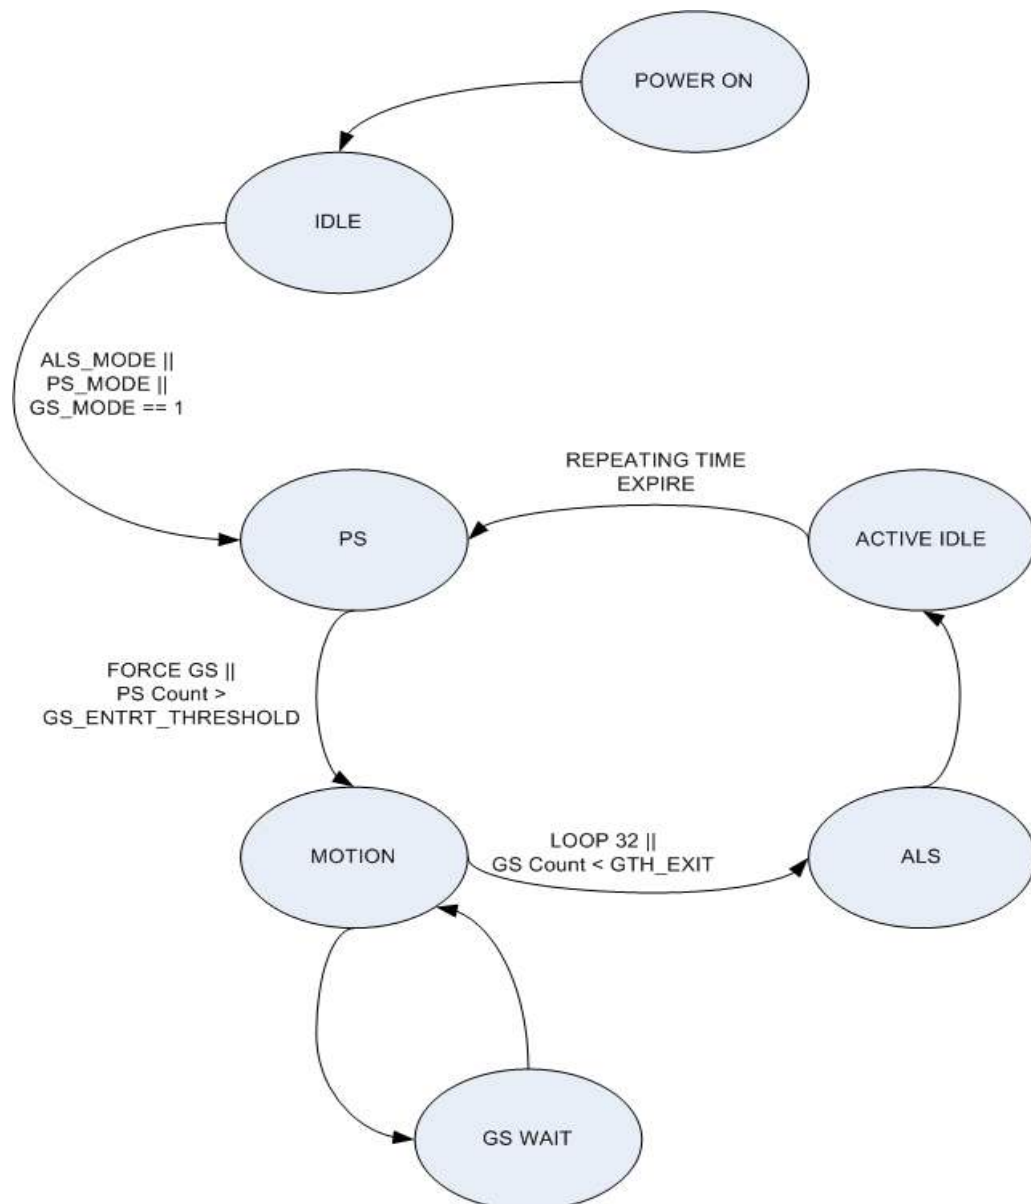 POWER ON
IDLE
ALS_MODE ||
PS_MODE ||
GS_MODE == 1
REPEATING TIME
EXPIRE
PS
ACTIVE IDLE
FORCE GS ||
PS Count >
GS_ENTRT_THRESHOLD
MOTION
LOOP 32 ||
GS Count < GTH_EXIT
ALS
GS WAIT